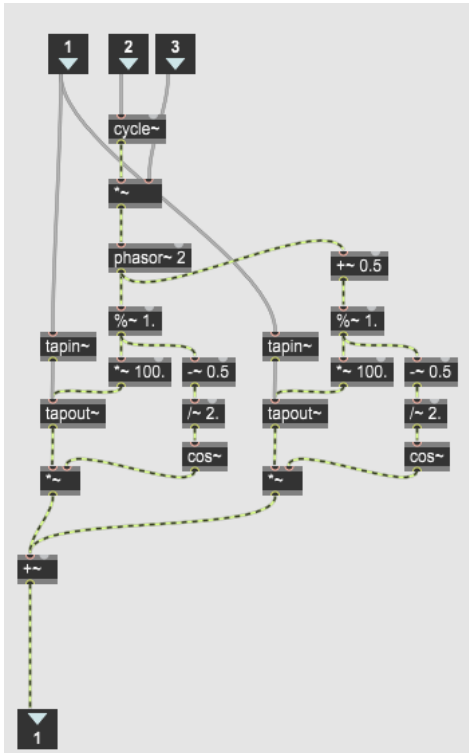 1
2
3
cycle~
*~
phasor~ 2
+~ 0.5
%~ 1.
%~ 1.
tapin~
tapin~
*~ 100.
-~ 0.5
*~ 100.
-~ 0.5
tapout~
/~ 2.
tapout~
/~ 2.
cos~
cos~
*~
*~
+~
1